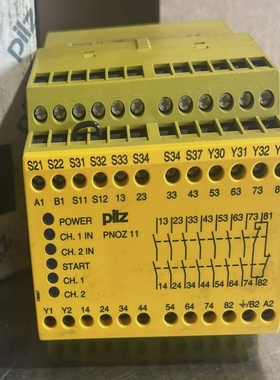 pilz
S21 S22 S31 S32 S33 S34 S34 S37 Y30 Y31 Y32
A1 B1 S11 S12 13 23 33 43 53 63 73
POWER
pilz
CH. 1 IN
PNOZ 11
CH. 2 IN
START
CH. 1
CH. 2
13 23 33 43 53 63 73 81
14 24 34 44 54 64 74 82
Y1 Y2 14 24 34 44 54 64 74 82 ⏚/B2 A2